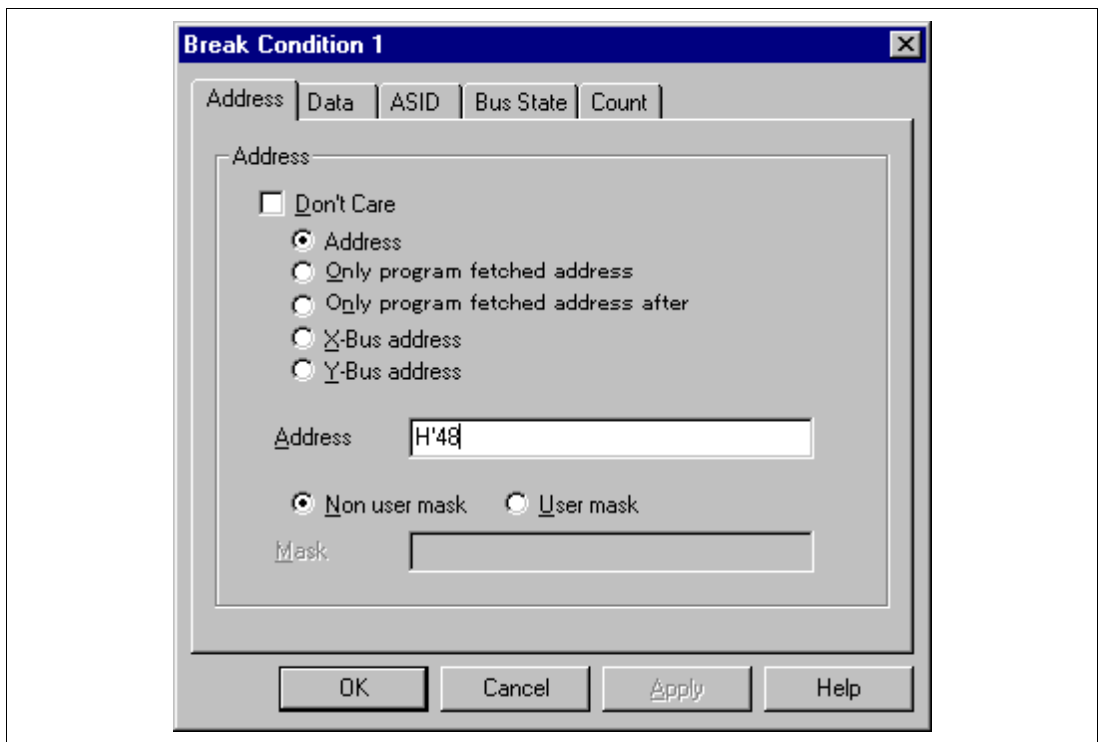 Break Condition 1
Address Data ASID Bus State Count
Address
Don't Care
Address
Only program fetched address
Only program fetched address after
X-Bus address
Y-Bus address
Address H'48
Non user mask User mask
Mask
OK Cancel Apply Help